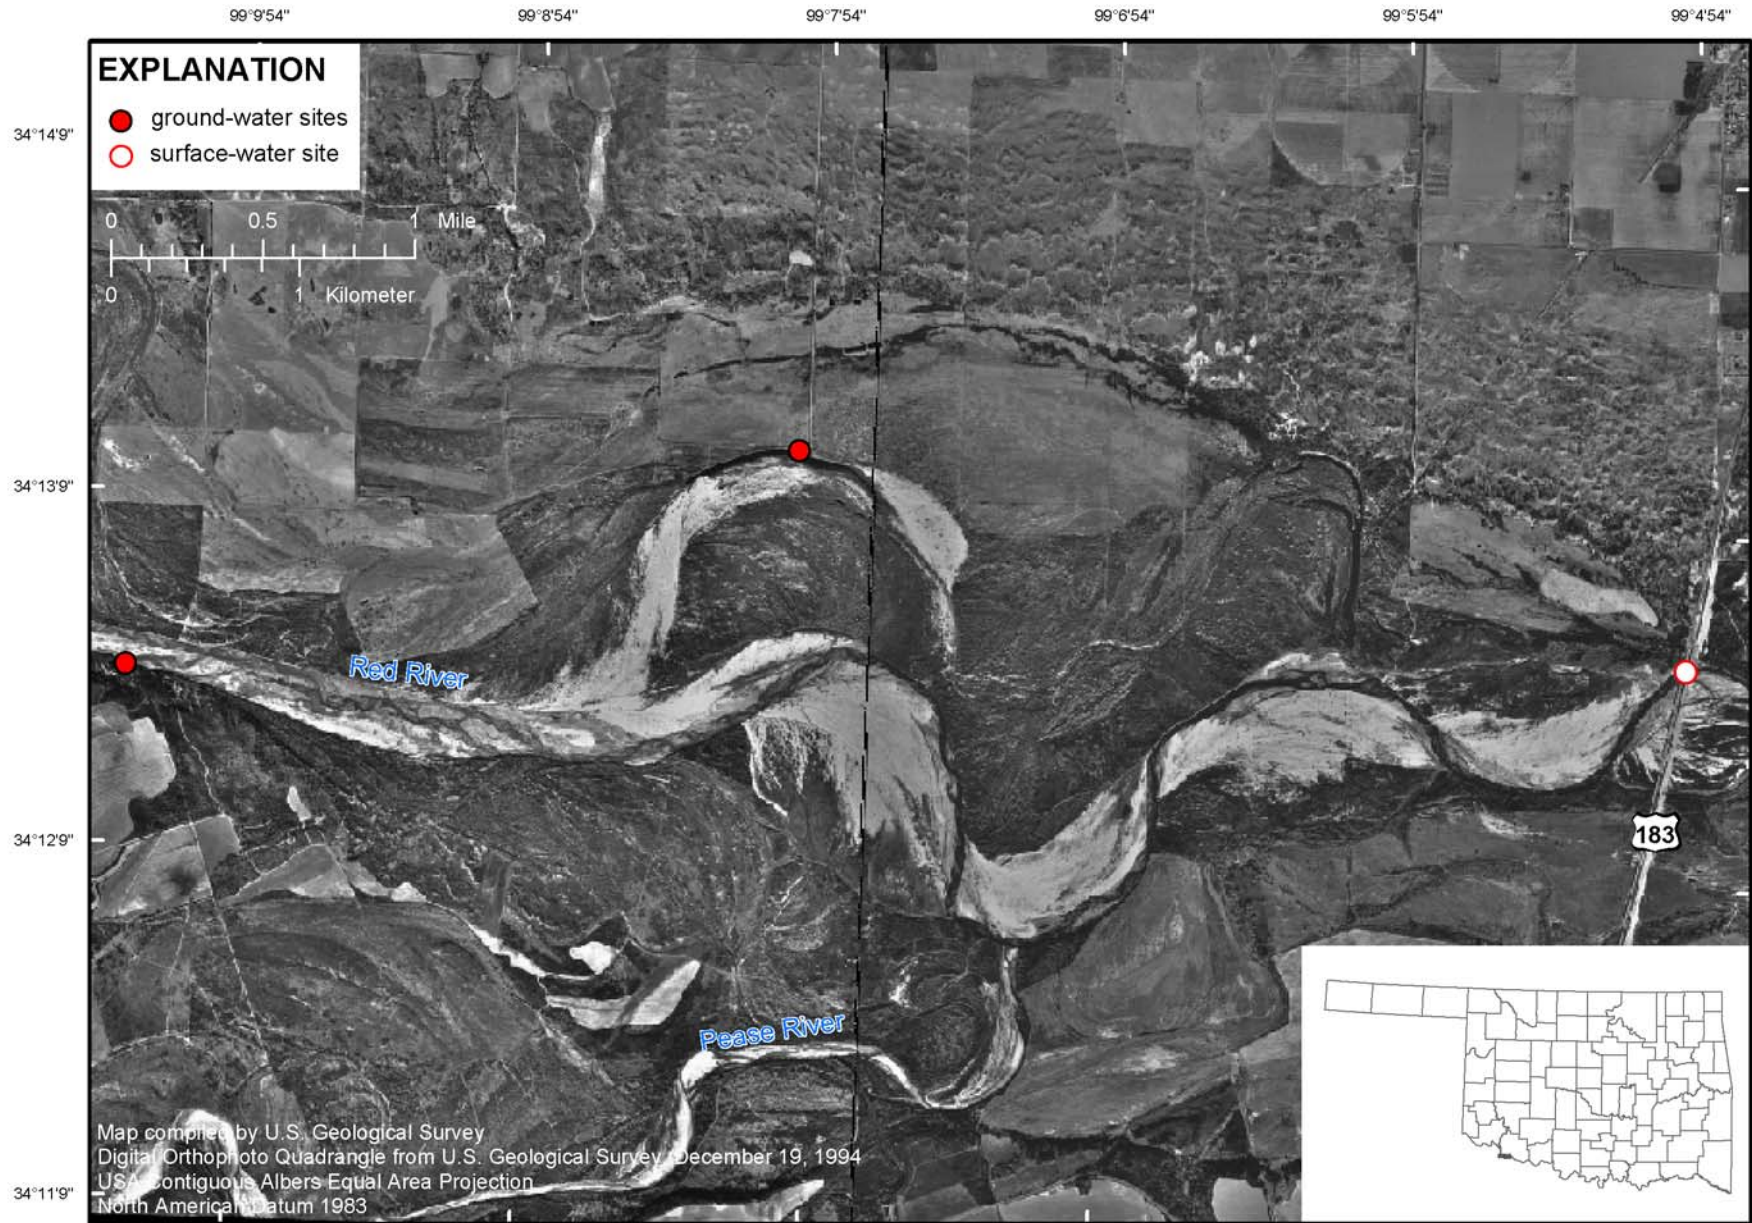 99°9'54" 99°8'54" 99°7'54" 99°6'54" 99°5'54" 99°4'54"
EXPLANATION
ground-water sites
surface-water site
34°14'9"
0 0.5 1 Mile
0 1 Kilometer
34°13'9"
Red River
183
34°12'9"
Pease River
Map compiled by U.S. Geological Survey
Digital Orthophoto Quadrangle from U.S. Geological Survey, December 19, 1994
USA Contiguous Albers Equal Area Projection
34°11'9"
North American Datum 1983